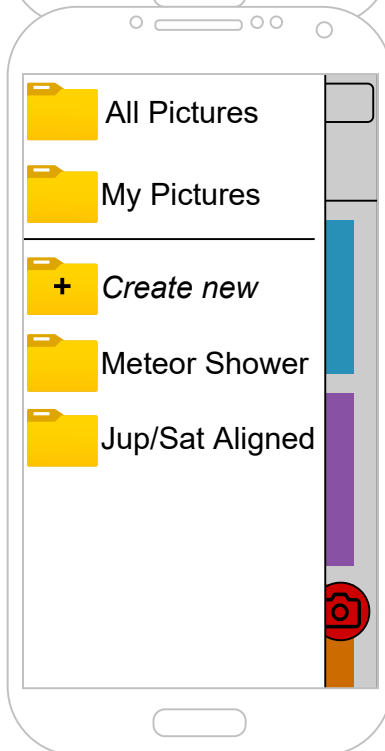 All Pictures
My Pictures
+ Create new
Meteor Shower
Jup/Sat Aligned